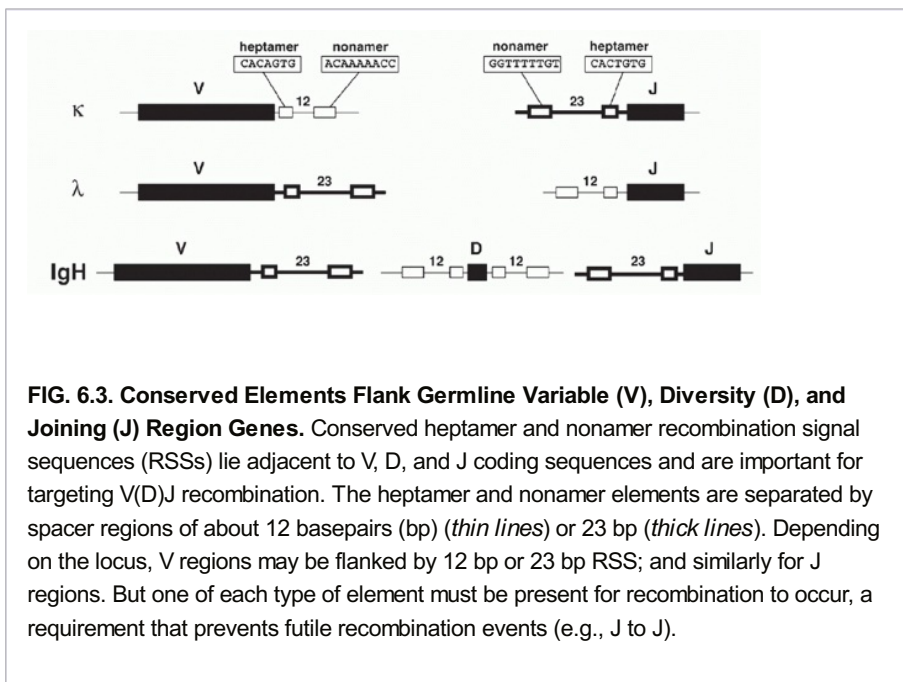 heptamer nonamer nonamer heptamer
CACAGTG ACAAAAACC GGTTTTTGT CACTGTG
V 12 23 J
κ
V 23 12 J
λ
V 23 12 D 12 23 J
IgH
FIG. 6.3. Conserved Elements Flank Germline Variable (V), Diversity (D), and
Joining (J) Region Genes. Conserved heptamer and nonamer recombination signal
sequences (RSSs) lie adjacent to V, D, and J coding sequences and are important for
targeting V(D)J recombination. The heptamer and nonamer elements are separated by
spacer regions of about 12 basepairs (bp) (thin lines) or 23 bp (thick lines). Depending
on the locus, V regions may be flanked by 12 bp or 23 bp RSS; and similarly for J
regions. But one of each type of element must be present for recombination to occur, a
requirement that prevents futile recombination events (e.g., J to J).